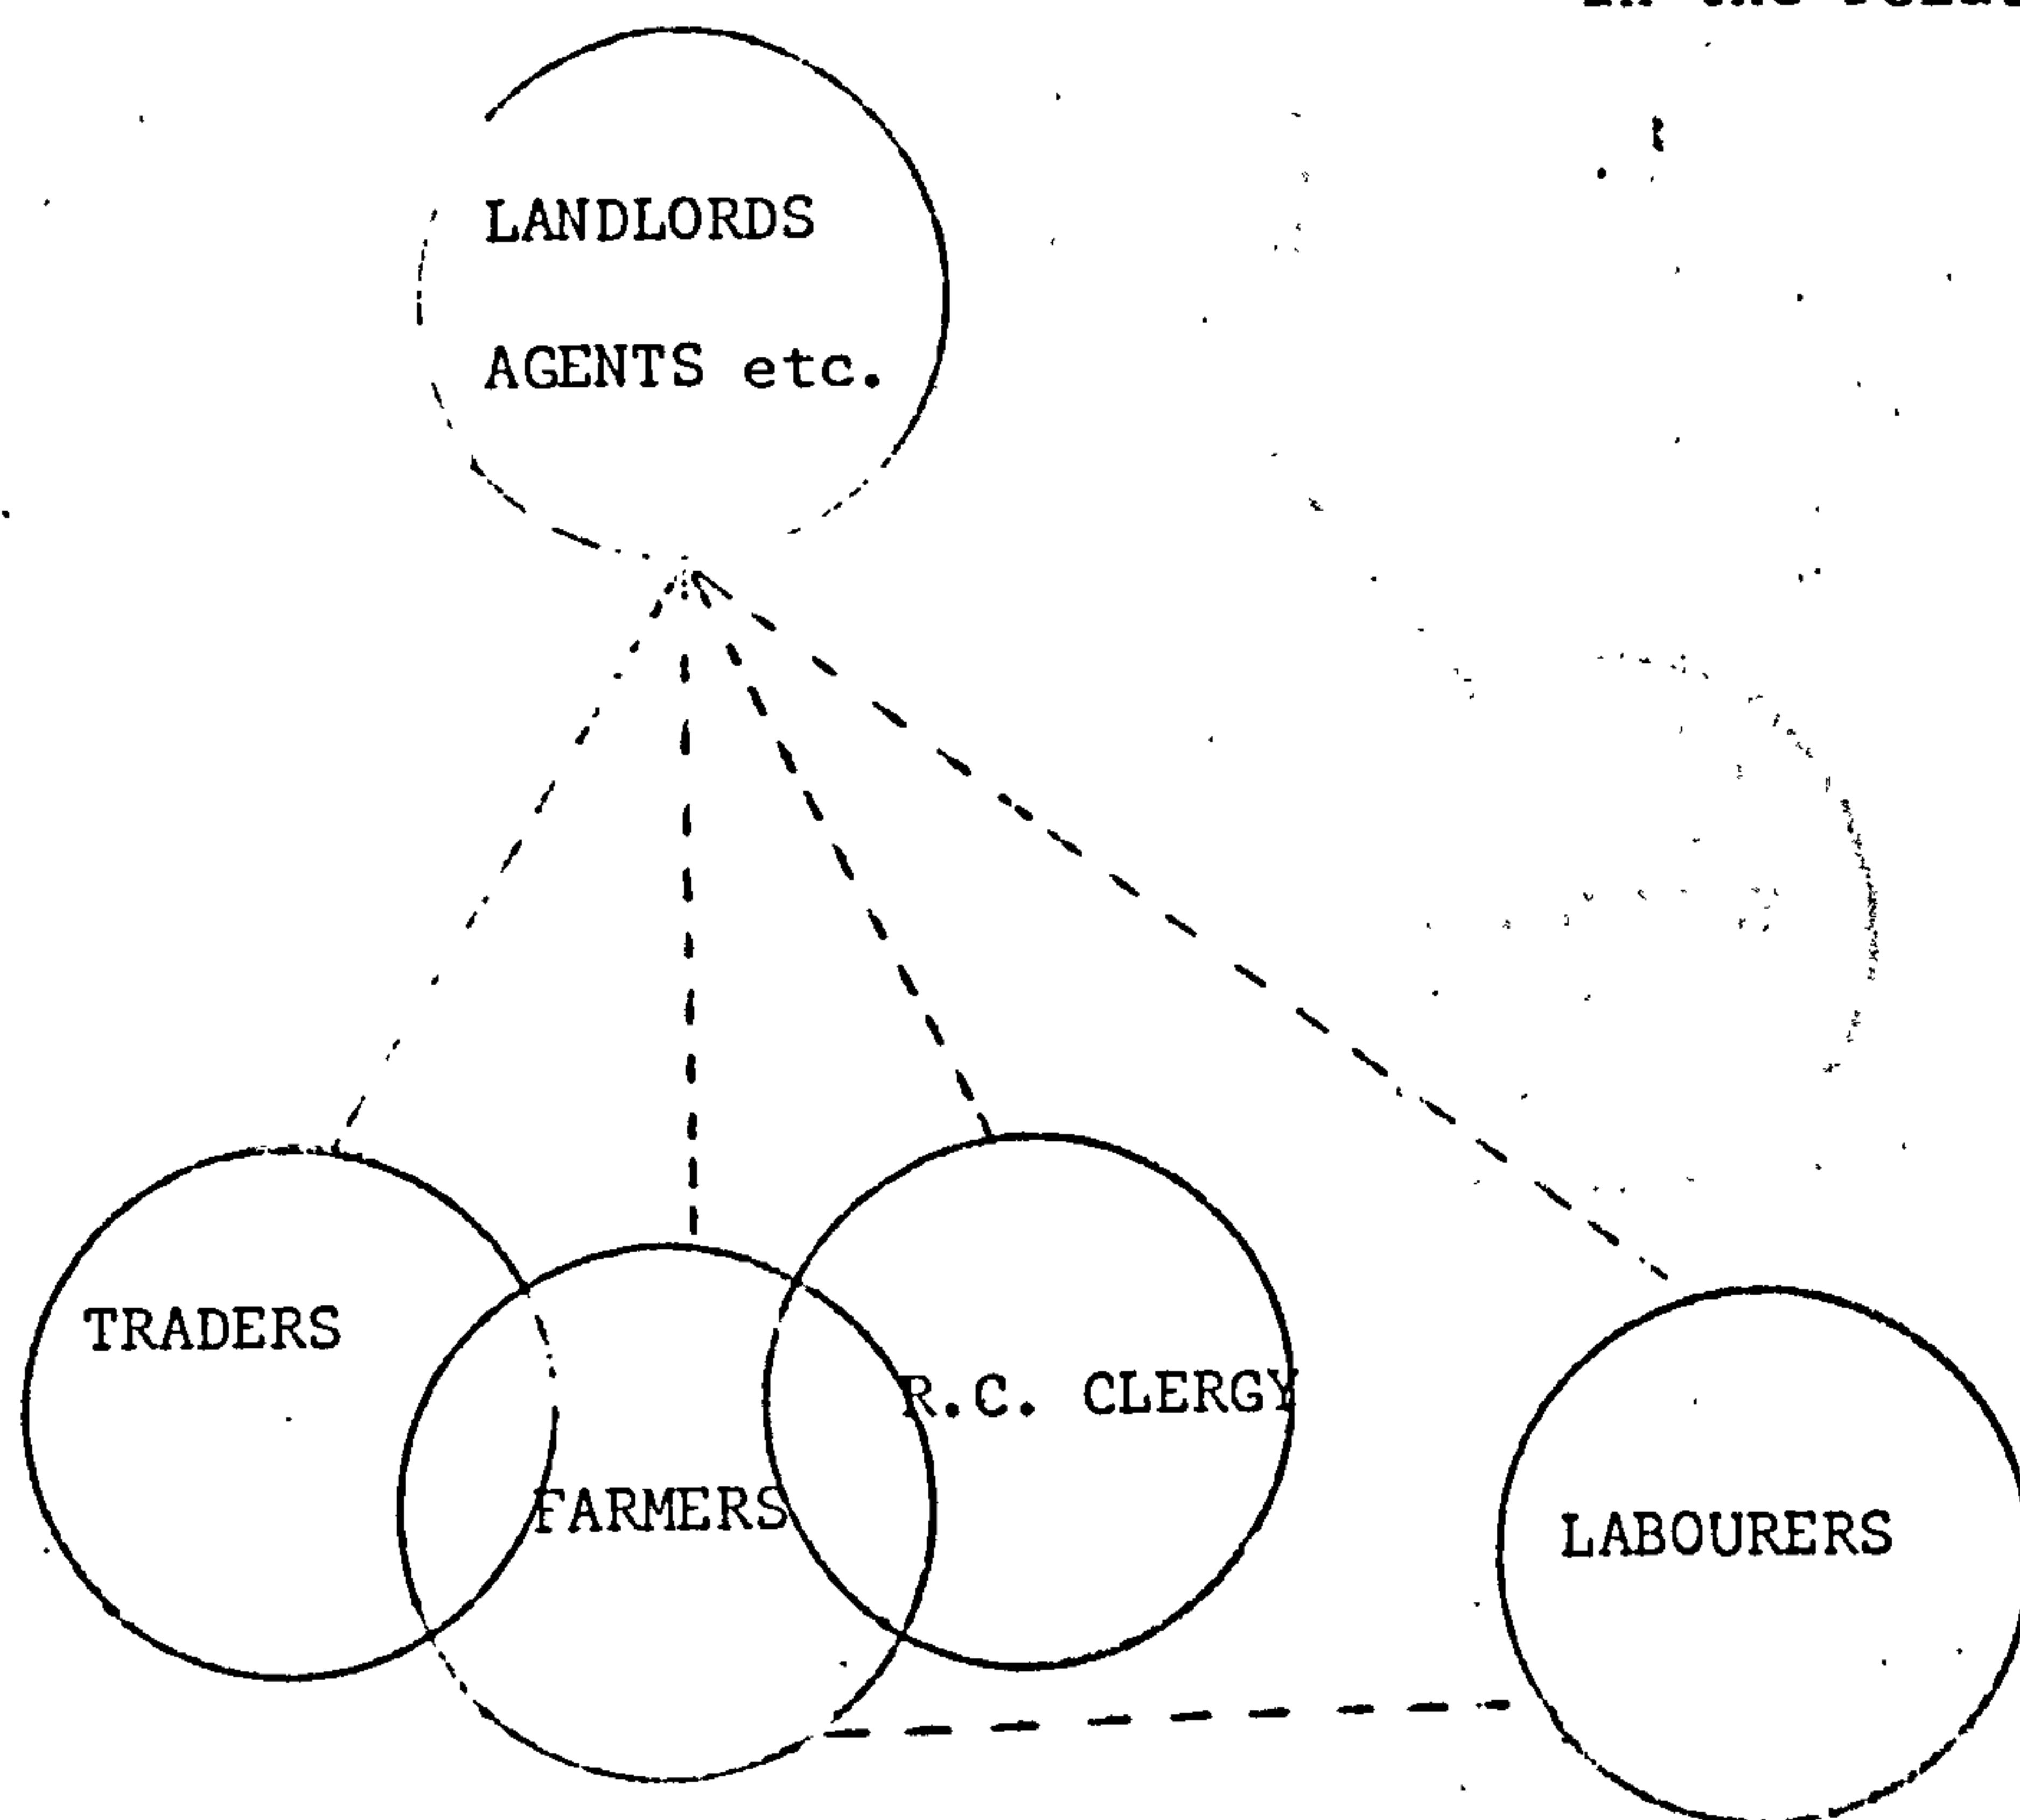 LANDLORDS
AGENTS etc.
TRADERS
R.C. CLERGY
FARMERS
LABOURERS